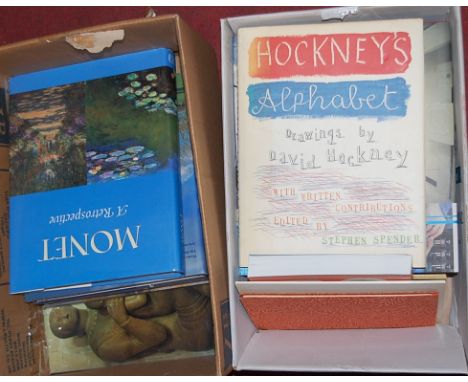 MONET
A Retrospective
HOCKNEY'S
Alphabet
Drawings by
David Hockney
WITH WRITTEN
CONTRIBUTIONS
EDITED BY
STEPHEN SPENDER